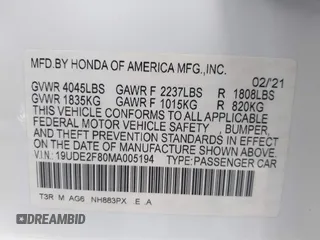 MFD.BY HONDA OF AMERICA MFG.,INC.
02/'21
GVWR 4045LBS GAWR F 2237LBS R 1808LBS
GVWR 1835KG GAWR F 1015KG R 820KG
THIS VEHICLE CONFORMS TO ALL APPLICABLE
FEDERAL MOTOR VEHICLE SAFETY, BUMPER,
AND THEFT PREVENTION STANDARDS IN EFFECT
ON THE DATE OF MANUFACTURE SHOWN ABOVE.
V.I.N: 19UDE2F80MA005194 TYPE:PASSENGER CAR
T3R M AG6 NH883PX E .A
DREAMBID